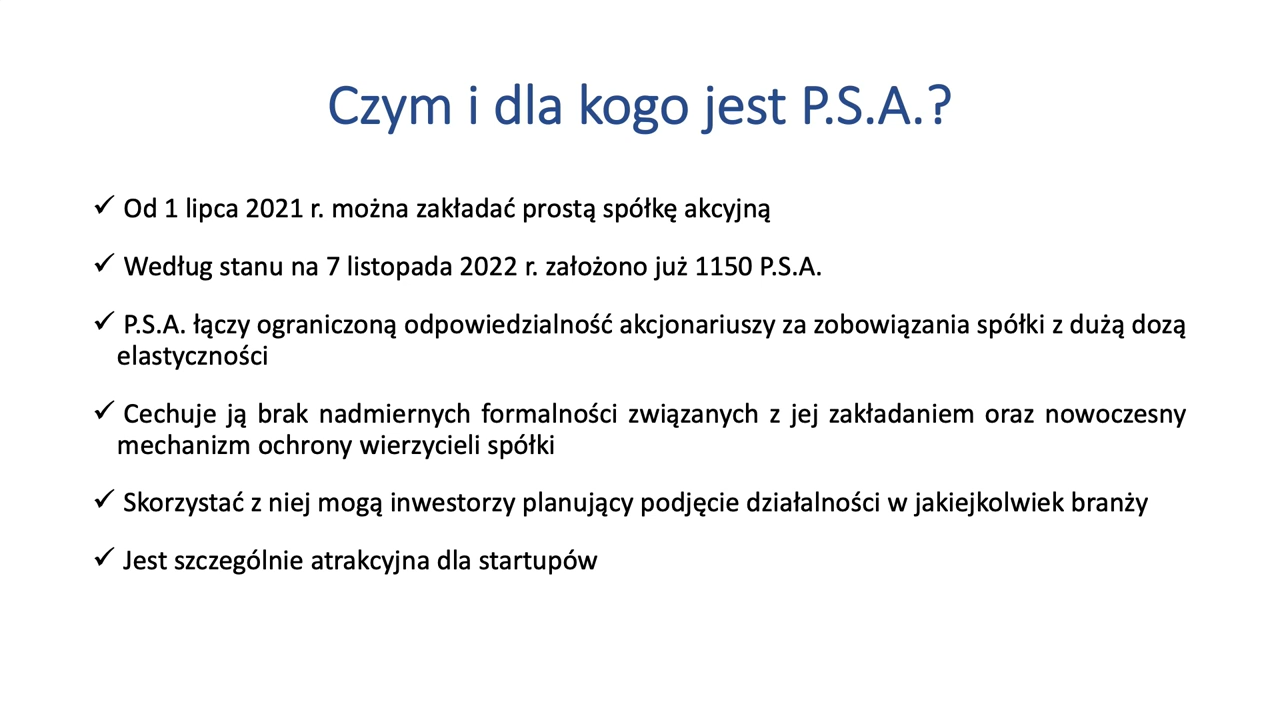 Czym i dla kogo jest P.S.A.?
✓ Od 1 lipca 2021 r. można zakładać prostą spółkę akcyjną
✓ Według stanu na 7 listopada 2022 r. założono już 1150 P.S.A.
✓ P.S.A. łączy ograniczoną odpowiedzialność akcjonariuszy za zobowiązania spółki z dużą dozą
elastyczności
✓ Cechuje ją brak nadmiernych formalności związanych z jej zakładaniem oraz nowoczesny
mechanizm ochrony wierzycieli spółki
✓ Skorzystać z niej mogą inwestorzy planujący podjęcie działalności w jakiejkolwiek branży
✓ Jest szczególnie atrakcyjna dla startupów